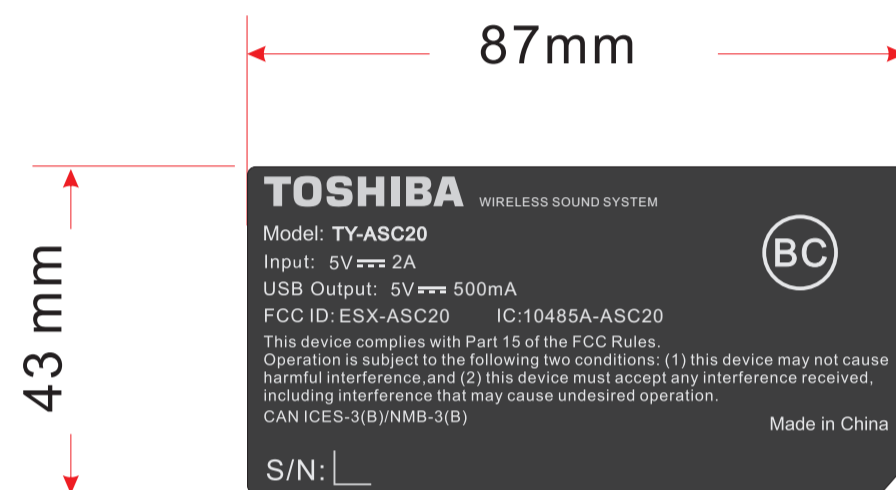 87mm
43 mm
TOSHIBA WIRELESS SOUND SYSTEM
Model: TY-ASC20
BC
Input: 5V 2A
USB Output: 5V 500mA
FCC ID: ESX-ASC20 IC:10485A-ASC20
This device complies with Part 15 of the FCC Rules.
Operation is subject to the following two conditions: (1) this device may not cause
harmful interference,and (2) this device must accept any interference received,
including interference that may cause undesired operation.
CAN ICES-3(B)/NMB-3(B)
Made in China
S/N: